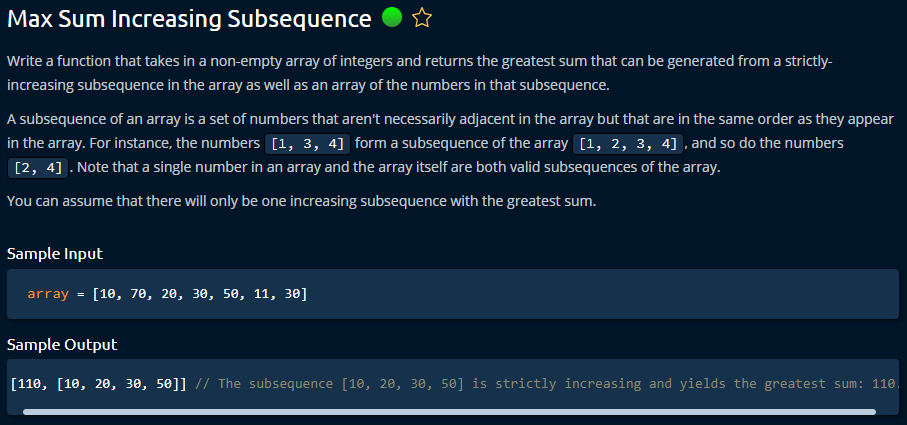 Max Sum Increasing Subsequence
Write a function that takes in a non-empty array of integers and returns the greatest sum that can be generated from a strictly-
increasing subsequence in the array as well as an array of the numbers in that subsequence.
A subsequence of an array is a set of numbers that aren't necessarily adjacent in the array but that are in the same order as they appear
in the array. For instance, the numbers [1, 3, 4] form a subsequence of the array [1, 2, 3, 4] , and so do the numbers
[2, 4] . Note that a single number in an array and the array itself are both valid subsequences of the array.
You can assume that there will only be one increasing subsequence with the greatest sum.
Sample Input
array = [10, 70, 20, 30, 50, 11, 30]
Sample Output
[110, [10, 20, 30, 50]] // The subsequence [10, 20, 30, 50] is strictly increasing and yields the greatest sum: 110.